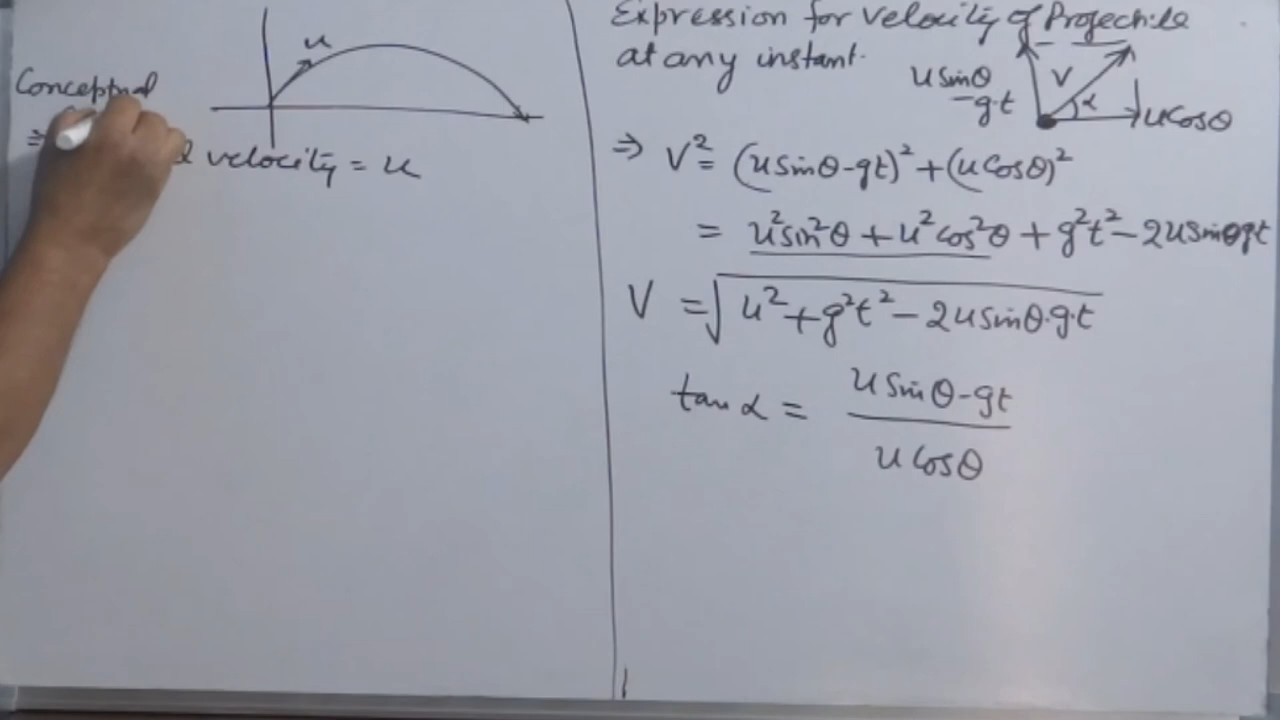 u
Conceptual
⇒ velocity = u
Expression for velocity of Projectile
at any instant.
u sinθ
-g.t
V
α
u cosθ
⇒ V² = (u sinθ-gt)² + (u cosθ)²
= u² sin²θ + u² cos²θ + g²t² - 2u sinθ gt
V = √u² + g²t² - 2u sinθ.g.t
tan α = u sinθ-gt
u cosθ